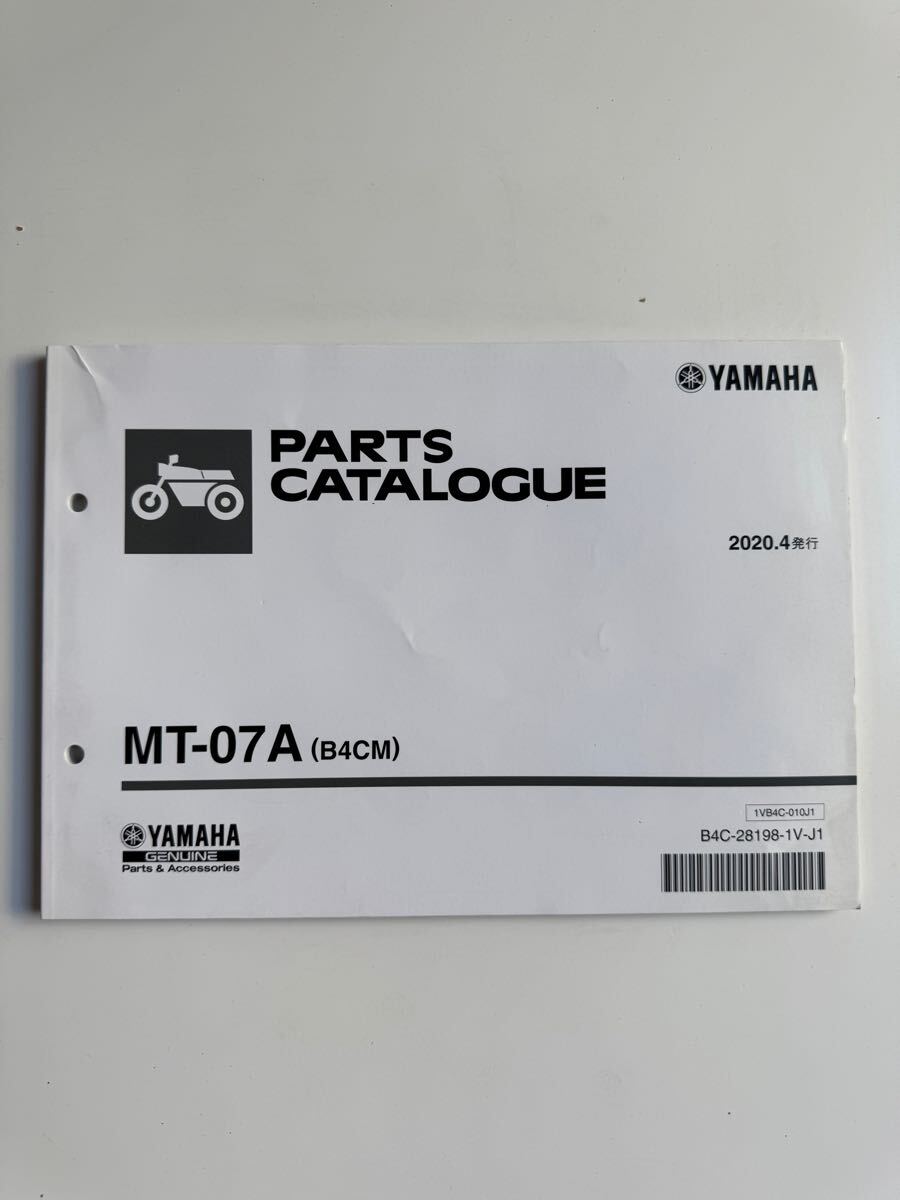 YAMAHA
PARTS
CATALOGUE
2020.4発行
MT-07A (B4CM)
1VB4C-010J1
B4C-28198-1V-J1
YAMAHA
GENUINE
Parts & Accessories